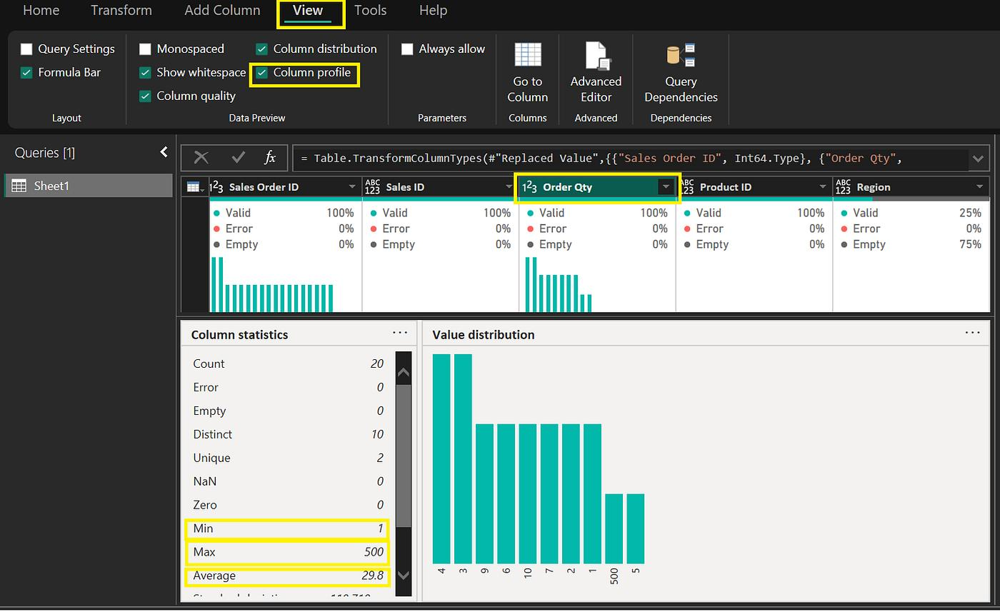 Home Transform Add Column View Tools Help
Query Settings Monospaced Column distribution Always allow
Formula Bar Show whitespace Column profile
Column quality
Go to Column
Advanced Editor
Query Dependencies
Layout Data Preview Parameters Columns Advanced Dependencies
Queries [1]
fx = Table.TransformColumnTypes(#"Replaced Value",{{"Sales Order ID", Int64.Type}, {"Order Qty",
Sheet1
123 Sales Order ID ABC 123 Sales ID 123 Order Qty ABC 123 Product ID ABC 123 Region
Valid 100% Valid 100% Valid 100% Valid 100% Valid 25%
Error 0% Error 0% Error 0% Error 0% Error 0%
Empty 0% Empty 0% Empty 0% Empty 0% Empty 75%
Column statistics ...
Count 20
Error 0
Empty 0
Distinct 10
Unique 2
NaN 0
Zero 0
Min 1
Max 500
Average 29.8
Value distribution ...
4 3 9 6 10 7 2 1 500 5